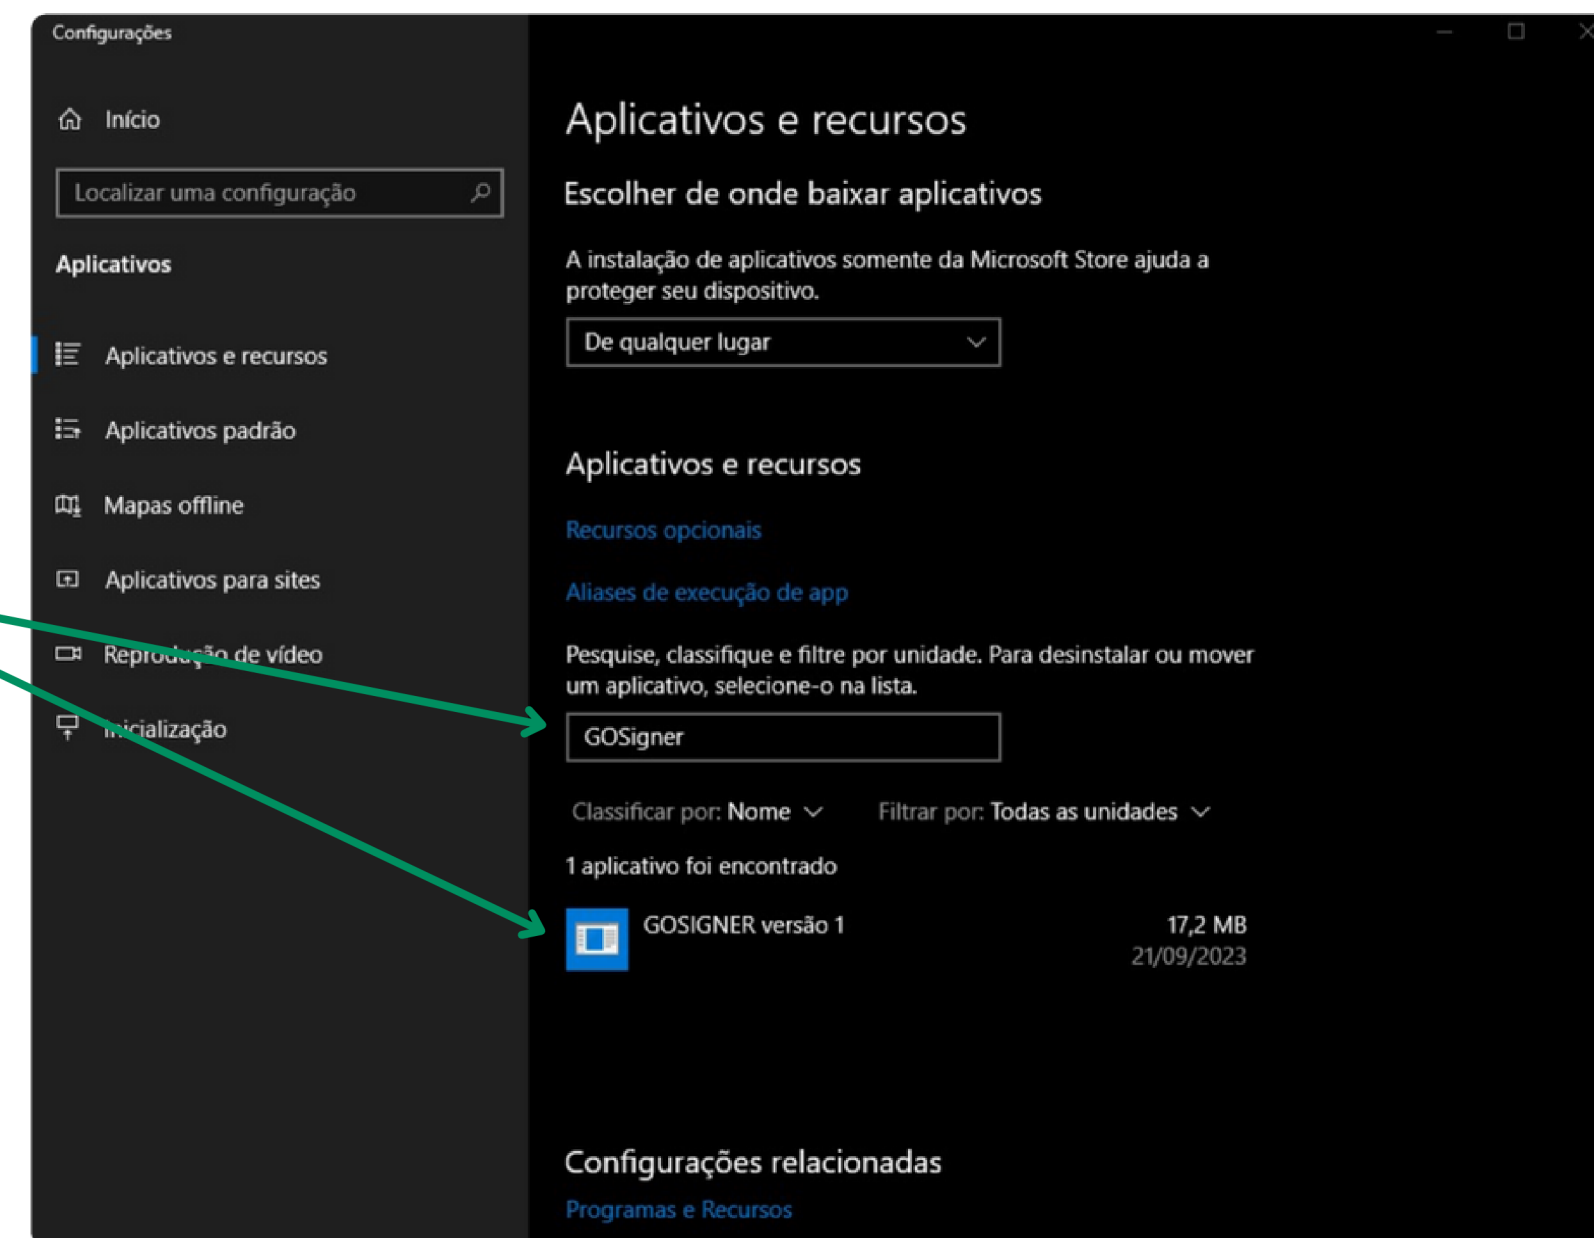 Configurações
Início
Localizar uma configuração
Aplicativos
Aplicativos e recursos
Aplicativos padrão
Mapas offline
Aplicativos para sites
Reprodução de vídeo
Inicialização
Aplicativos e recursos
Escolher de onde baixar aplicativos
A instalação de aplicativos somente da Microsoft Store ajuda a
proteger seu dispositivo.
De qualquer lugar
Aplicativos e recursos
Recursos opcionais
Aliases de execução de app
Pesquise, classifique e filtre por unidade. Para desinstalar ou mover
um aplicativo, selecione-o na lista.
GOSigner
Classificar por: Nome Filtrar por: Todas as unidades
1 aplicativo foi encontrado
GOSIGNER versão 1 17,2 MB
21/09/2023
Configurações relacionadas
Programas e Recursos